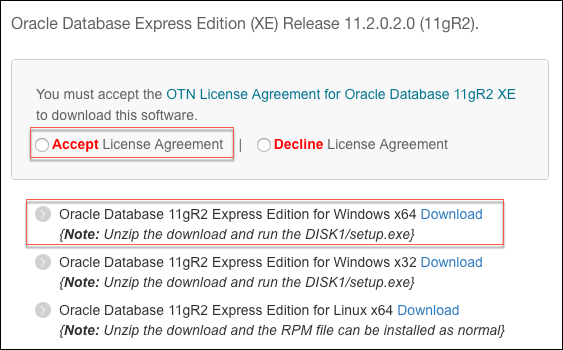 Oracle Database Express Edition (XE) Release 11.2.0.2.0 (11gR2).
You must accept the OTN License Agreement for Oracle Database 11gR2 XE
to download this software.
Accept License Agreement | Decline License Agreement
Oracle Database 11gR2 Express Edition for Windows x64 Download
{Note: Unzip the download and run the DISK1/setup.exe}
Oracle Database 11gR2 Express Edition for Windows x32 Download
{Note: Unzip the download and run the DISK1/setup.exe}
Oracle Database 11gR2 Express Edition for Linux x64 Download
{Note: Unzip the download and the RPM file can be installed as normal}